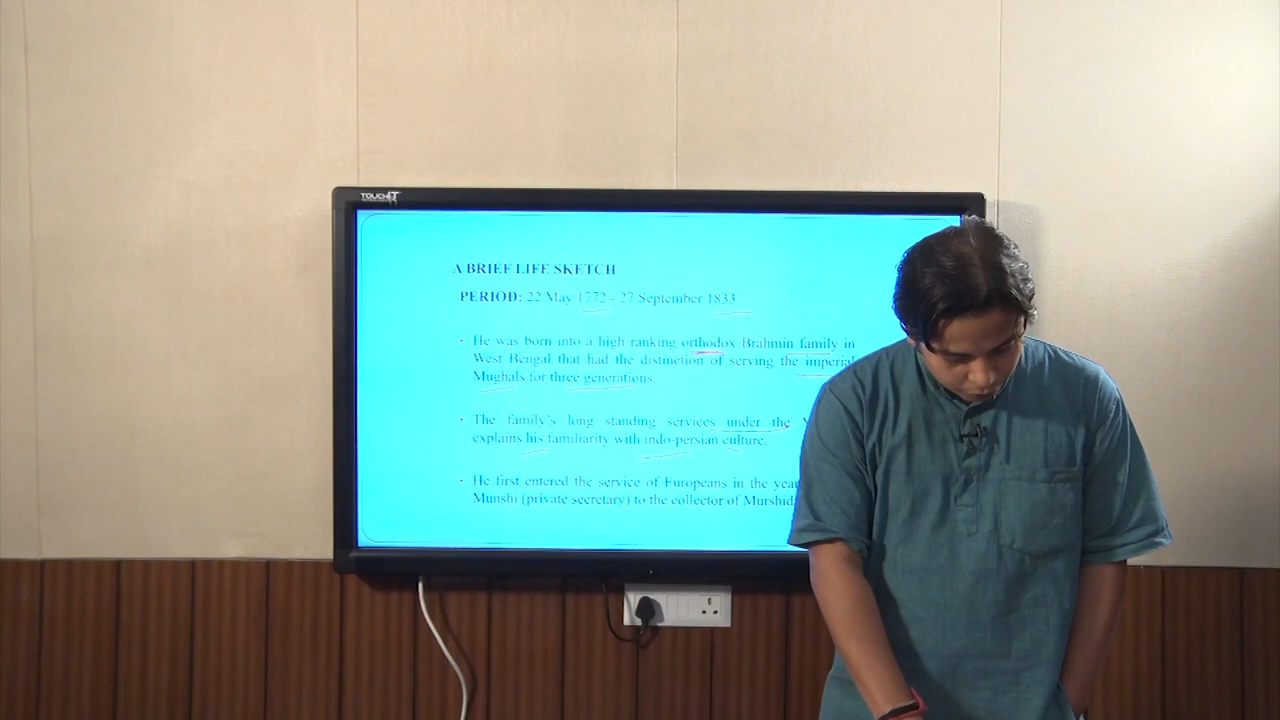 TOUCHIT
A BRIEF LIFE SKETCH
PERIOD: 22 May 1772 - 27 September 1833
• He was born into a high ranking orthodox Brahmin family in
West Bengal that had the distinction of serving the imperial
Mughals for three generations.
• The family's long standing services under the
explains his familiarity with indo-persian culture.
• He first entered the service of Europeans in the
Munshi (private secretary) to the collector of